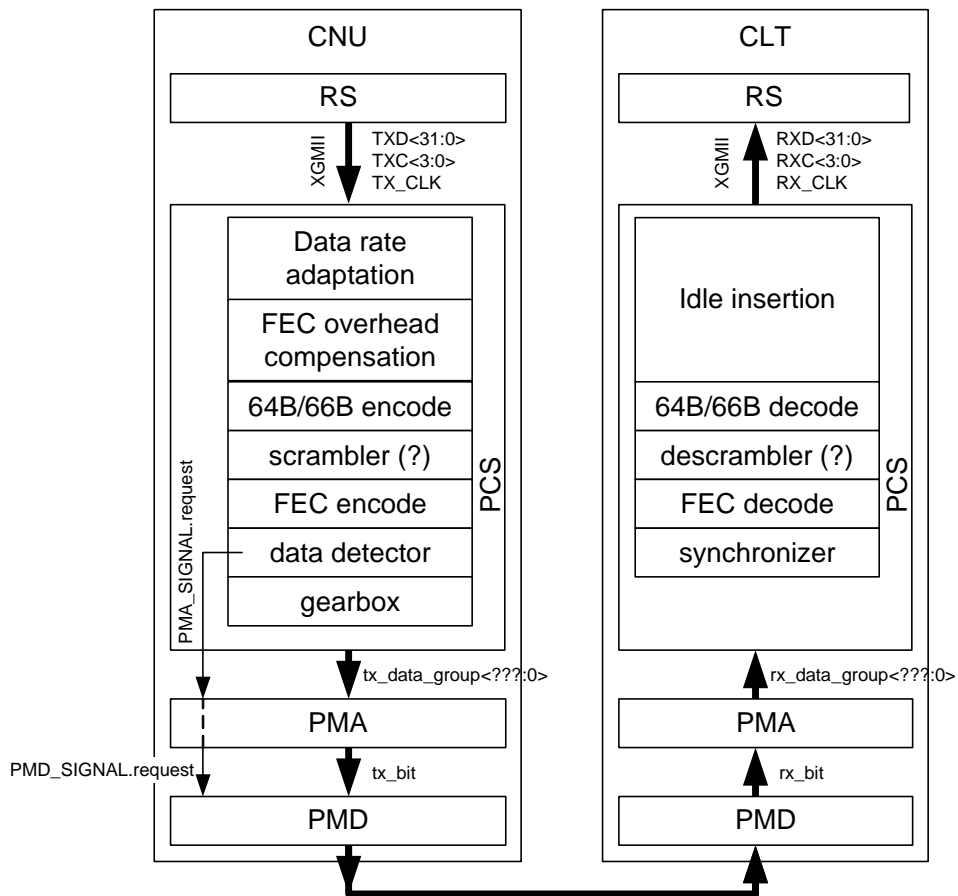 CNU
RS
XGMII
TXD<31:0>
TXC<3:0>
TX_CLK
Data rate
adaptation
FEC overhead
compensation
64B/66B encode
scrambler (?)
FEC encode
data detector
gearbox
PCS
PMA_SIGNAL.request
tx_data_group<???:0>
PMA
PMD_SIGNAL.request
tx_bit
PMD
CLT
RS
XGMII
RXD<31:0>
RXC<3:0>
RX_CLK
Idle insertion
64B/66B decode
descrambler (?)
FEC decode
synchronizer
PCS
rx_data_group<???:0>
PMA
rx_bit
PMD